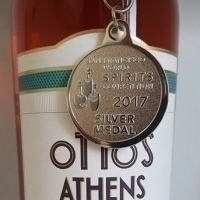 SAN FRANCISCO
WORLD
SPIRITS
COMPETITION
2017
SILVER
MEDAL
OTTO'S
ATHENS